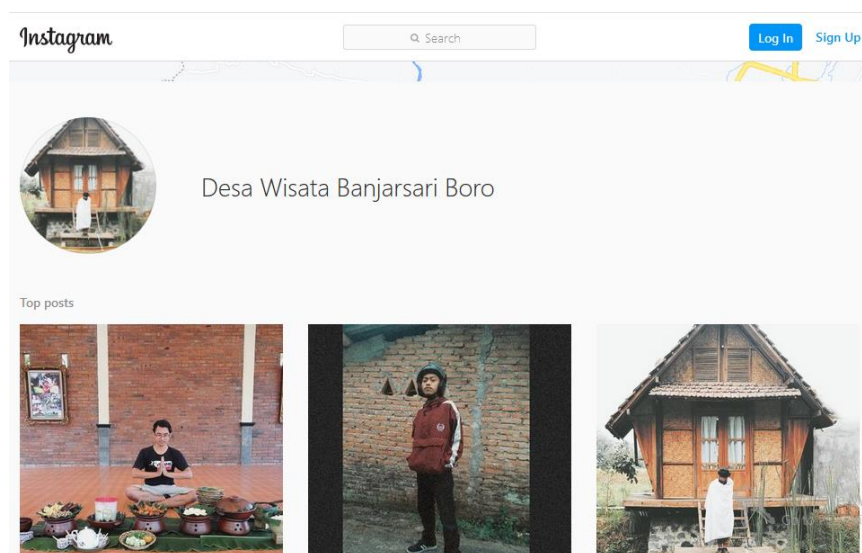 Instagram
Search
Log In
Sign Up
Desa Wisata Banjarsari Boro
Top posts